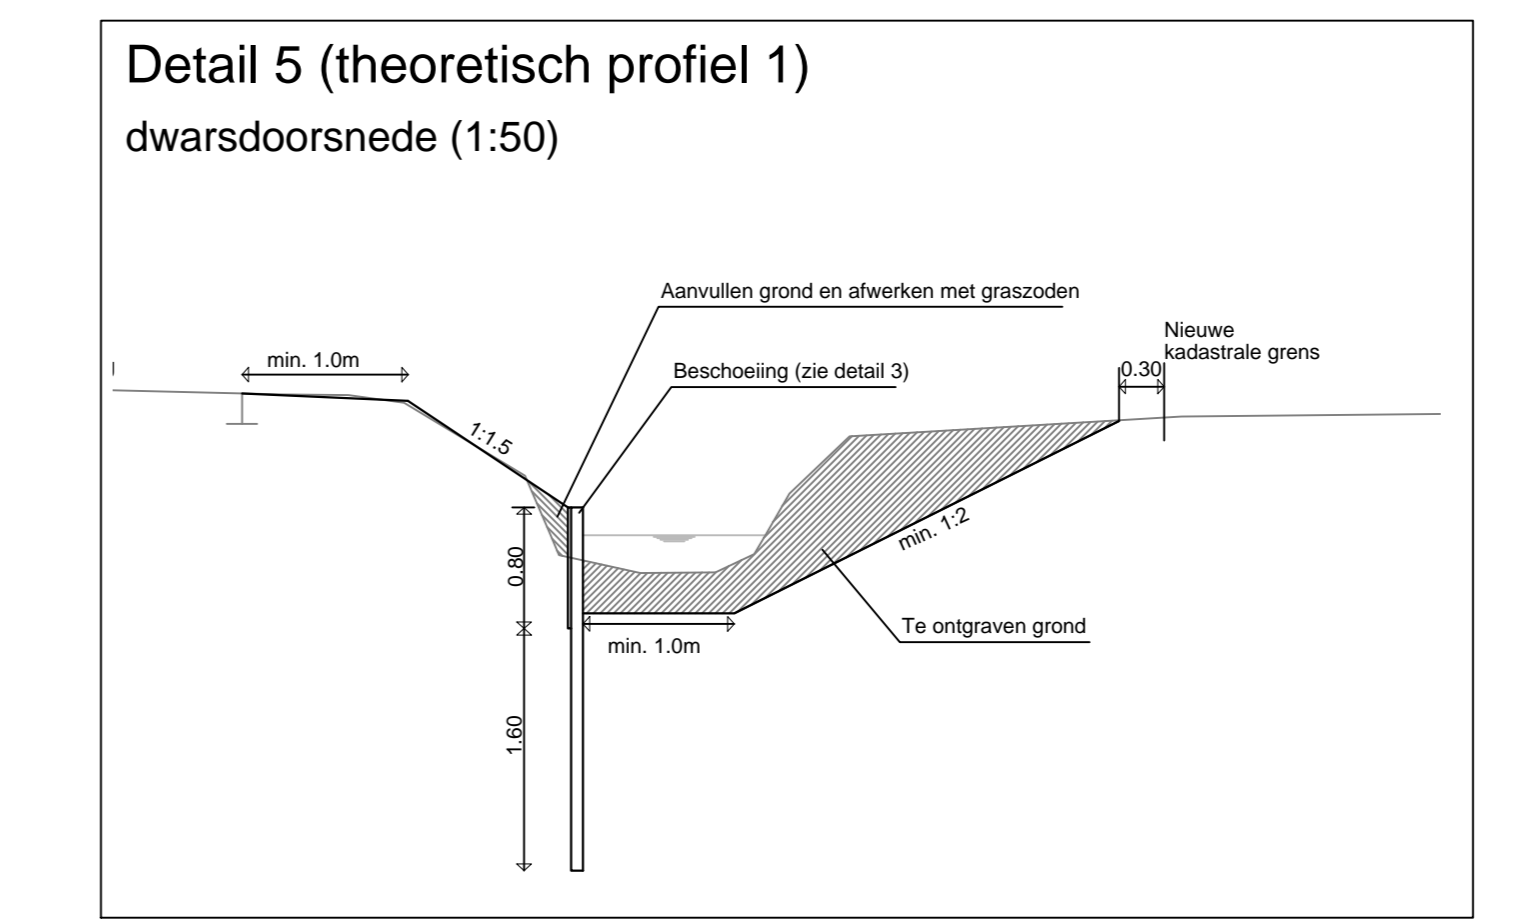 Detail 5 (theoretisch profiel 1)
dwarsdoorsnede (1:50)
Aanvullen grond en afwerken met graszoden
Nieuwe
kadastrale grens
min. 1.0m
Beschoeiing (zie detail 3)
0.30
1:1.5
min. 1:2
0.80
Te ontgraven grond
min. 1.0m
1.60